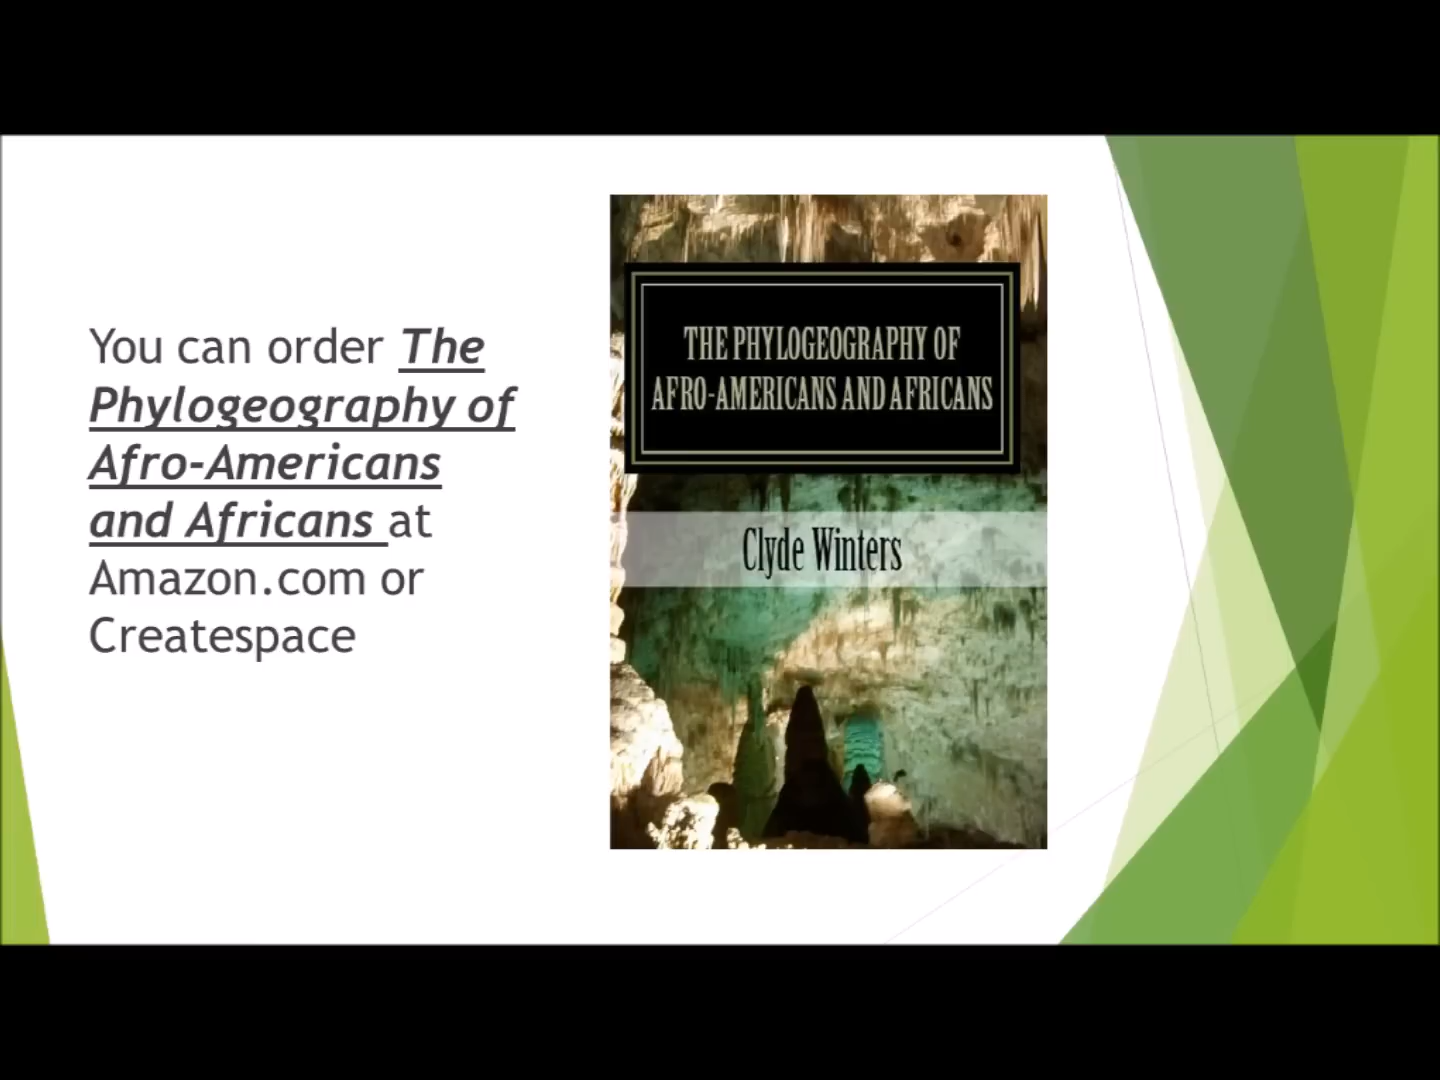 You can order The
Phylogeography of
Afro-Americans
and Africans at
Amazon.com or
Createspace
THE PHYLOGEOGRAPHY OF
AFRO-AMERICANS AND AFRICANS
Clyde Winters